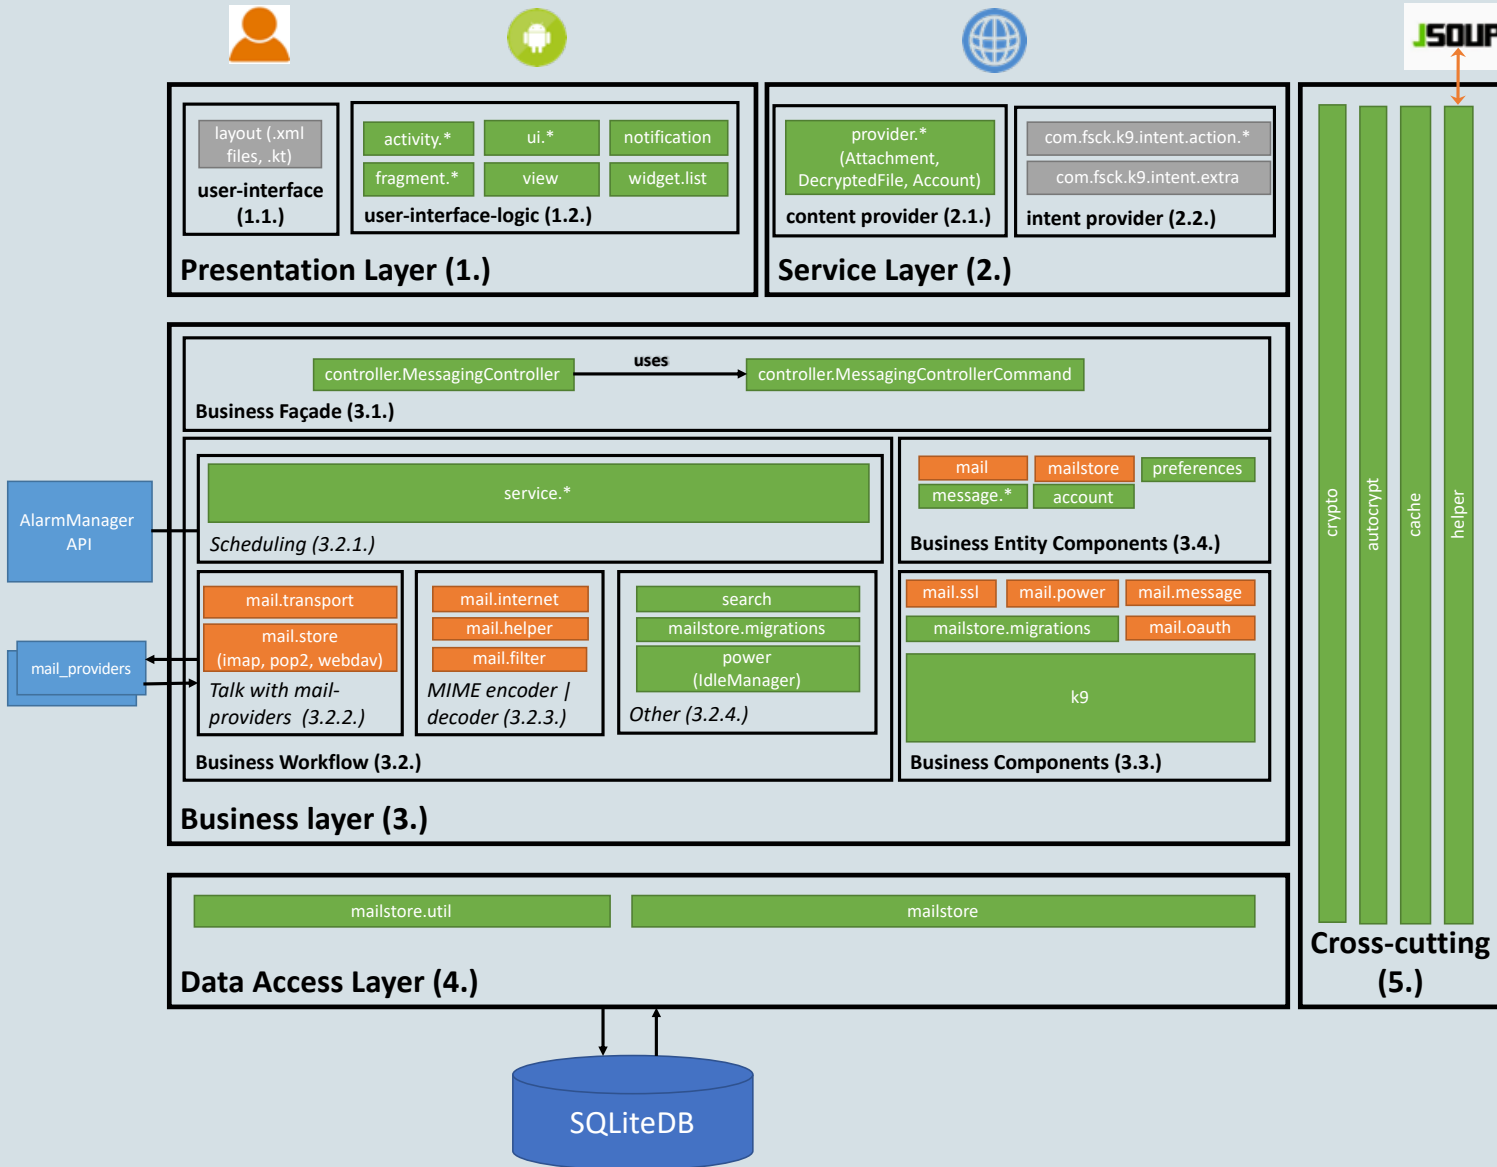 JSOUP
layout (.xml
files, .kt)
user-interface
(1.1.)
activity.*
ui.*
notification
fragment.*
view
widget.list
user-interface-logic (1.2.)
Presentation Layer (1.)
provider.*
(Attachment,
DecryptedFile, Account)
content provider (2.1.)
com.fsck.k9.intent.action.*
com.fsck.k9.intent.extra
intent provider (2.2.)
Service Layer (2.)
controller.MessagingController
uses
controller.MessagingControllerCommand
Business Façade (3.1.)
service.*
Scheduling (3.2.1.)
AlarmManager
API
mail.transport
mail.store
(imap, pop2, webdav)
Talk with mail-
providers (3.2.2.)
mail_providers
mail.internet
mail.helper
mail.filter
MIME encoder |
decoder (3.2.3.)
search
mailstore.migrations
power
(IdleManager)
Other (3.2.4.)
Business Workflow (3.2.)
mail
mailstore
preferences
message.*
account
Business Entity Components (3.4.)
mail.ssl
mail.power
mail.message
mailstore.migrations
mail.oauth
k9
Business Components (3.3.)
Business layer (3.)
mailstore.util
mailstore
Data Access Layer (4.)
crypto
autocrypt
cache
helper
Cross-cutting
(5.)
SQLiteDB